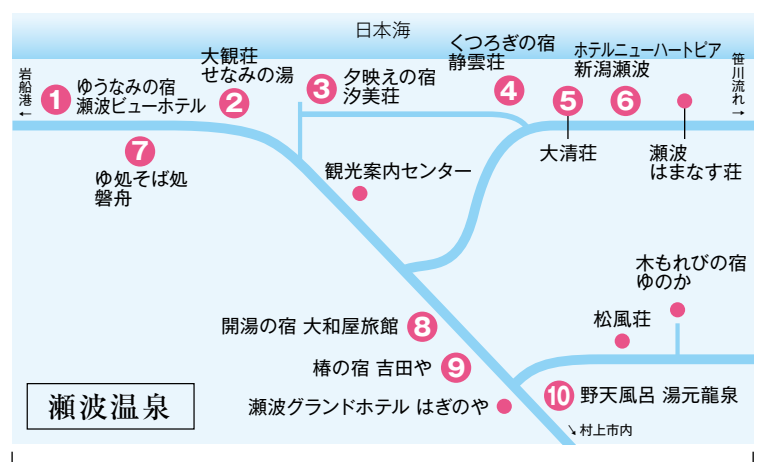 日本海
岩船港
←
1
ゆうなみの宿
瀬波ビューホテル
大観荘
せなみの湯
2
3
夕映えの宿
汐美荘
くつろぎの宿
静雲荘
4
5
大清荘
ホテルニューハートピア
新潟瀬波
6
瀬波
はまなす荘
笹川流れ
→
7
ゆ処そば処
磐舟
観光案内センター
木もれびの宿
ゆのか
松風荘
開湯の宿 大和屋旅館
8
椿の宿 吉田や
9
瀬波グランドホテル はぎのや
10
野天風呂 湯元龍泉
↘村上市内
瀬波温泉